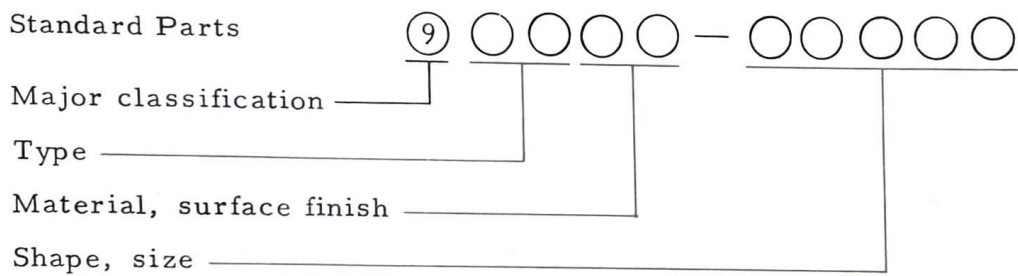 Standard Parts 9 –
Major classification
Type
Material, surface finish
Shape, size